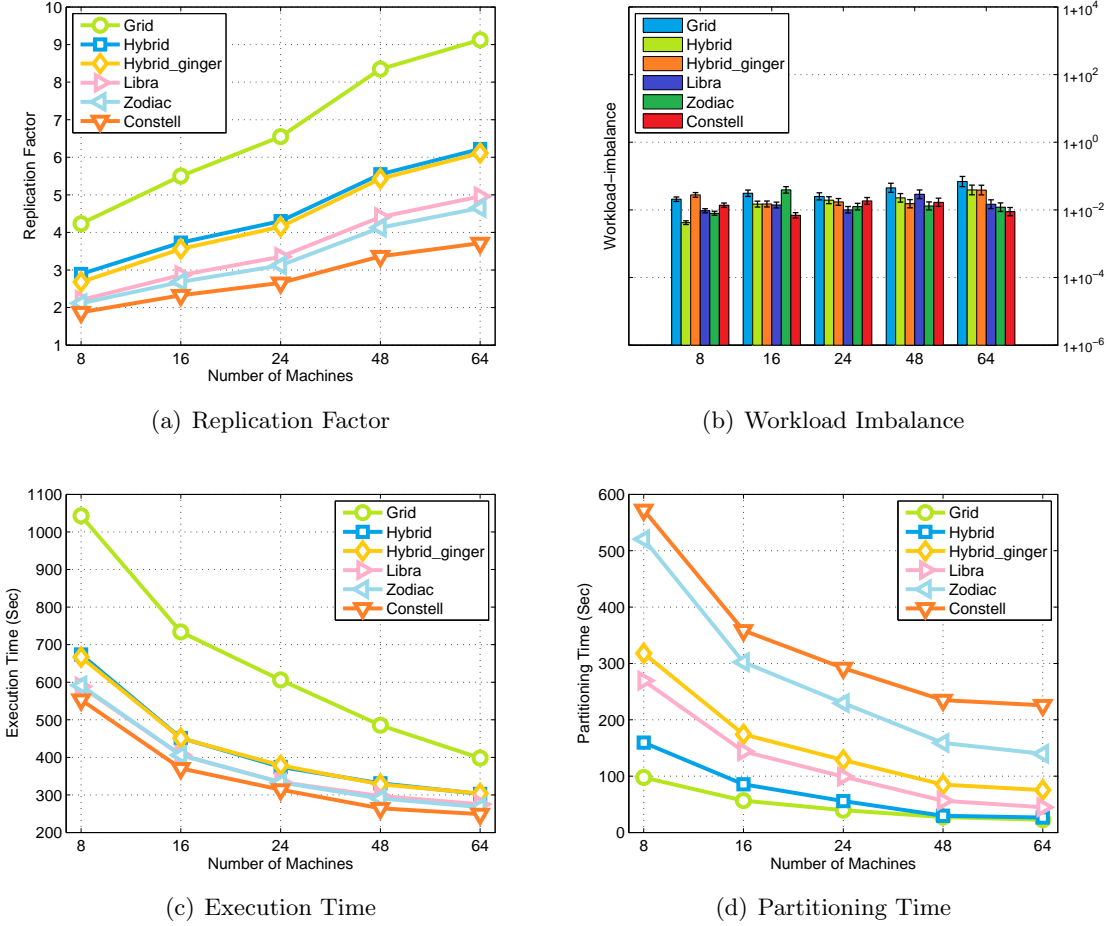 10
9
8
7
6
5
4
3
2
1
Replication Factor
Grid
Hybrid
Hybrid_ginger
Libra
Zodiac
Constell
8 16 24 48 64
Number of Machines
(a) Replication Factor
Workload−imbalance
Grid
Hybrid
Hybrid_ginger
Libra
Zodiac
Constell
1+10^4
1+10^2
1+10^0
1+10^−2
1+10^−4
1+10^−6
8 16 24 48 64
(b) Workload Imbalance
1100
1000
900
800
700
600
500
400
300
200
Execution Time (Sec)
Grid
Hybrid
Hybrid_ginger
Libra
Zodiac
Constell
8 16 24 48 64
Number of Machines
(c) Execution Time
600
500
400
300
200
100
0
Partitioning Time (Sec)
Grid
Hybrid
Hybrid_ginger
Libra
Zodiac
Constell
8 16 24 48 64
Number of Machines
(d) Partitioning Time